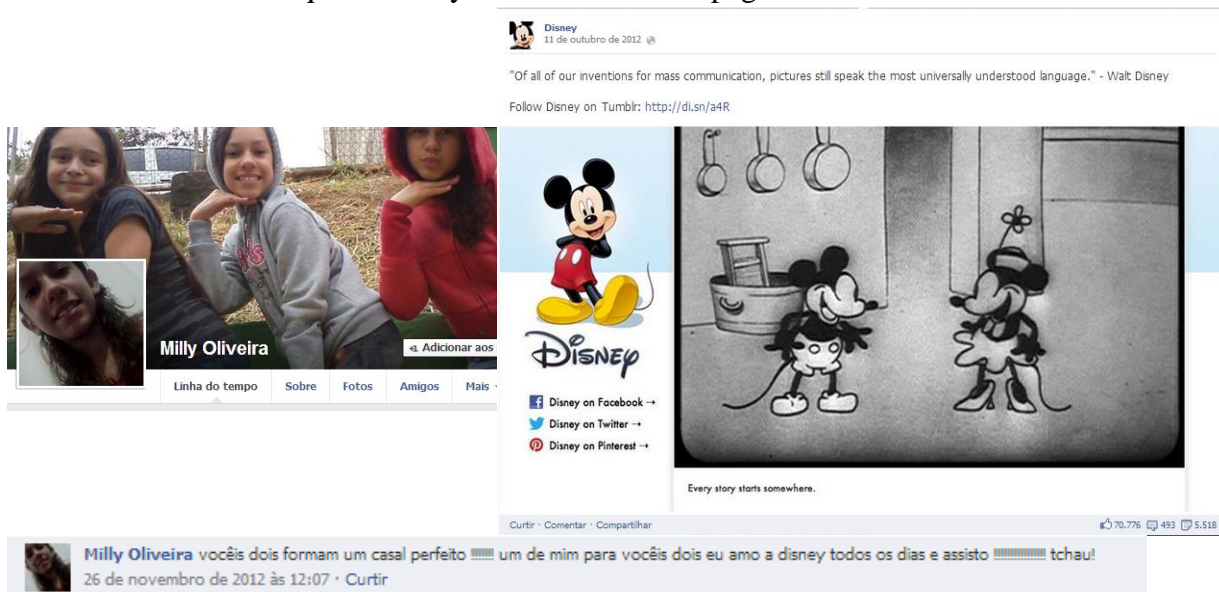 Disney
11 de outubro de 2012
"Of all of our inventions for mass communication, pictures still speak the most universally understood language." - Walt Disney
Follow Disney on Tumblr: http://di.sn/a4R
Milly Oliveira
+1 Adicionar aos
Linha do tempo Sobre Fotos Amigos Mais
Disney
Disney on Facebook →
Disney on Twitter →
Disney on Pinterest →
Every story starts somewhere.
Curtir · Comentar · Compartilhar 70.776 493 5.518
Milly Oliveira vocêis dois formam um casal perfeito !!!!!!! um de mim para vocêis dois eu amo a disney todos os dias e assisto !!!!!!!!!!!!!!!! tchau!
26 de novembro de 2012 às 12:07 · Curtir